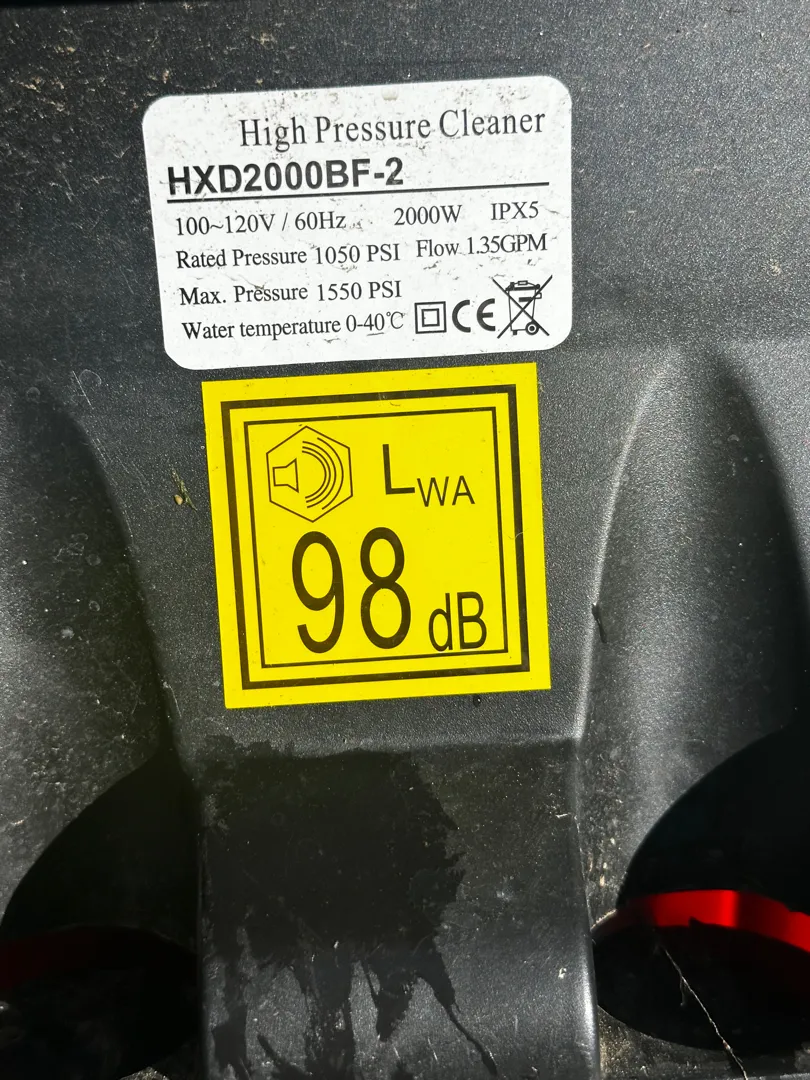 High Pressure Cleaner
HXD2000BF-2
100~120V / 60Hz 2000W IPX5
Rated Pressure 1050 PSI Flow 1.35GPM
Max. Pressure 1550 PSI
Water temperature 0-40℃ CE
LWA
98 dB